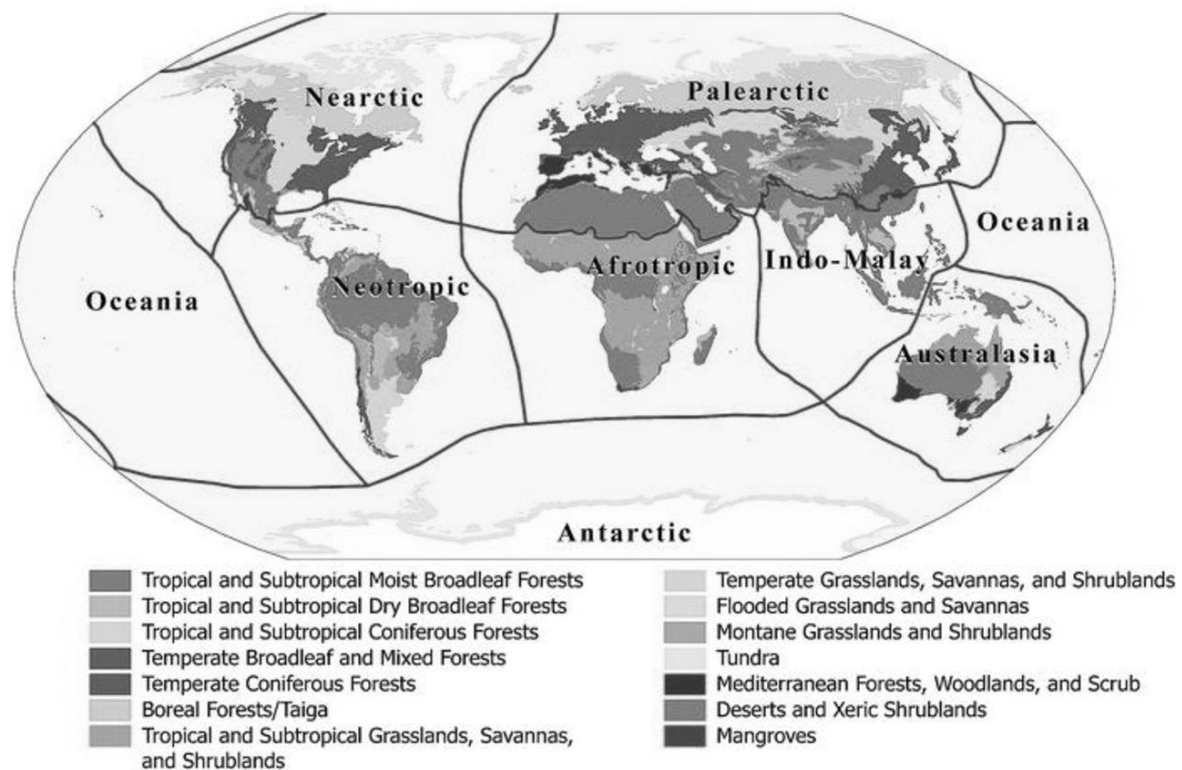 Nearctic
Palearctic
Oceania
Neotropic
Afrotropic
Indo-Malay
Oceania
Australasia
Antarctic
Tropical and Subtropical Moist Broadleaf Forests
Tropical and Subtropical Dry Broadleaf Forests
Tropical and Subtropical Coniferous Forests
Temperate Broadleaf and Mixed Forests
Temperate Coniferous Forests
Boreal Forests/Taiga
Tropical and Subtropical Grasslands, Savannas,
and Shrublands
Temperate Grasslands, Savannas, and Shrublands
Flooded Grasslands and Savannas
Montane Grasslands and Shrublands
Tundra
Mediterranean Forests, Woodlands, and Scrub
Deserts and Xeric Shrublands
Mangroves